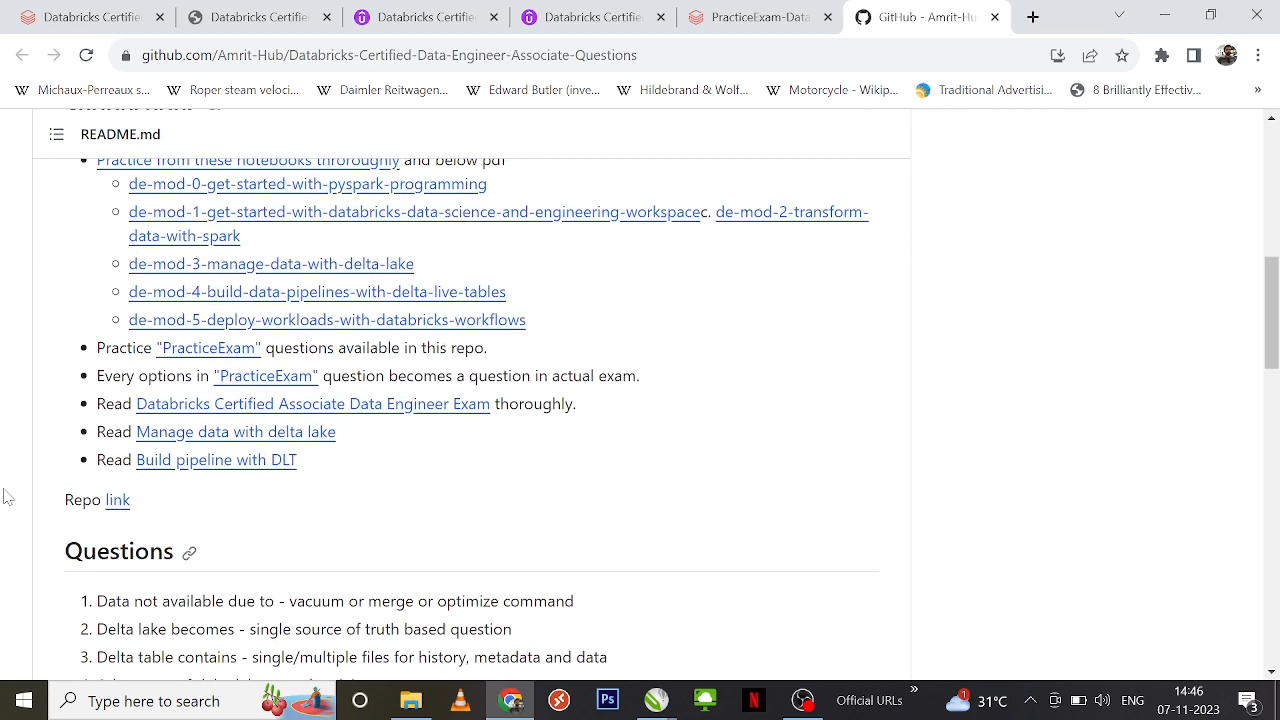 Databricks Certifie
Databricks Certifie
Databricks Certifie
Databricks Certifie
PracticeExam-Data
GitHub - Amrit-Hu
github.com/Amrit-Hub/Databricks-Certified-Data-Engineer-Associate-Questions
Michaux-Perreaux s...
Roper steam veloci...
Daimler Reitwagen...
Edward Butler (inve...
Hildebrand & Wolf...
Motorcycle - Wikip...
Traditional Advertisi...
8 Brilliantly Effectiv...
»
README.md
Practice from these notebooks throroughly and below pdf
de-mod-0-get-started-with-pyspark-programming
de-mod-1-get-started-with-databricks-data-science-and-engineering-workspacec. de-mod-2-transform-
data-with-spark
de-mod-3-manage-data-with-delta-lake
de-mod-4-build-data-pipelines-with-delta-live-tables
de-mod-5-deploy-workloads-with-databricks-workflows
Practice "PracticeExam" questions available in this repo.
Every options in "PracticeExam" question becomes a question in actual exam.
Read Databricks Certified Associate Data Engineer Exam thoroughly.
Read Manage data with delta lake
Read Build pipeline with DLT
Repo link
Questions
1. Data not available due to - vacuum or merge or optimize command
2. Delta lake becomes - single source of truth based question
3. Delta table contains - single/multiple files for history, metadata and data
Type here to search
Official URLs
»
1
31°C
ENG
14:46
07-11-2023
3